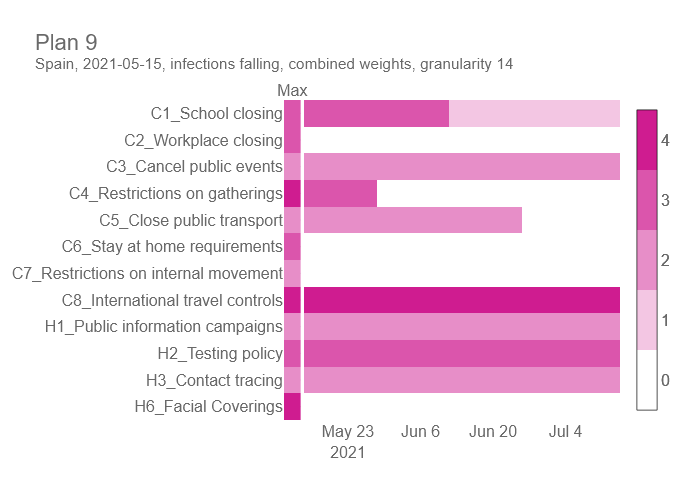 Plan 9
Spain, 2021-05-15, infections falling, combined weights, granularity 14
Max
C1_School closing
C2_Workplace closing
C3_Cancel public events
C4_Restrictions on gatherings
C5_Close public transport
C6_Stay at home requirements
C7_Restrictions on internal movement
C8_International travel controls
H1_Public information campaigns
H2_Testing policy
H3_Contact tracing
H6_Facial Coverings
May 23 Jun 6 Jun 20 Jul 4
2021
4
3
2
1
0